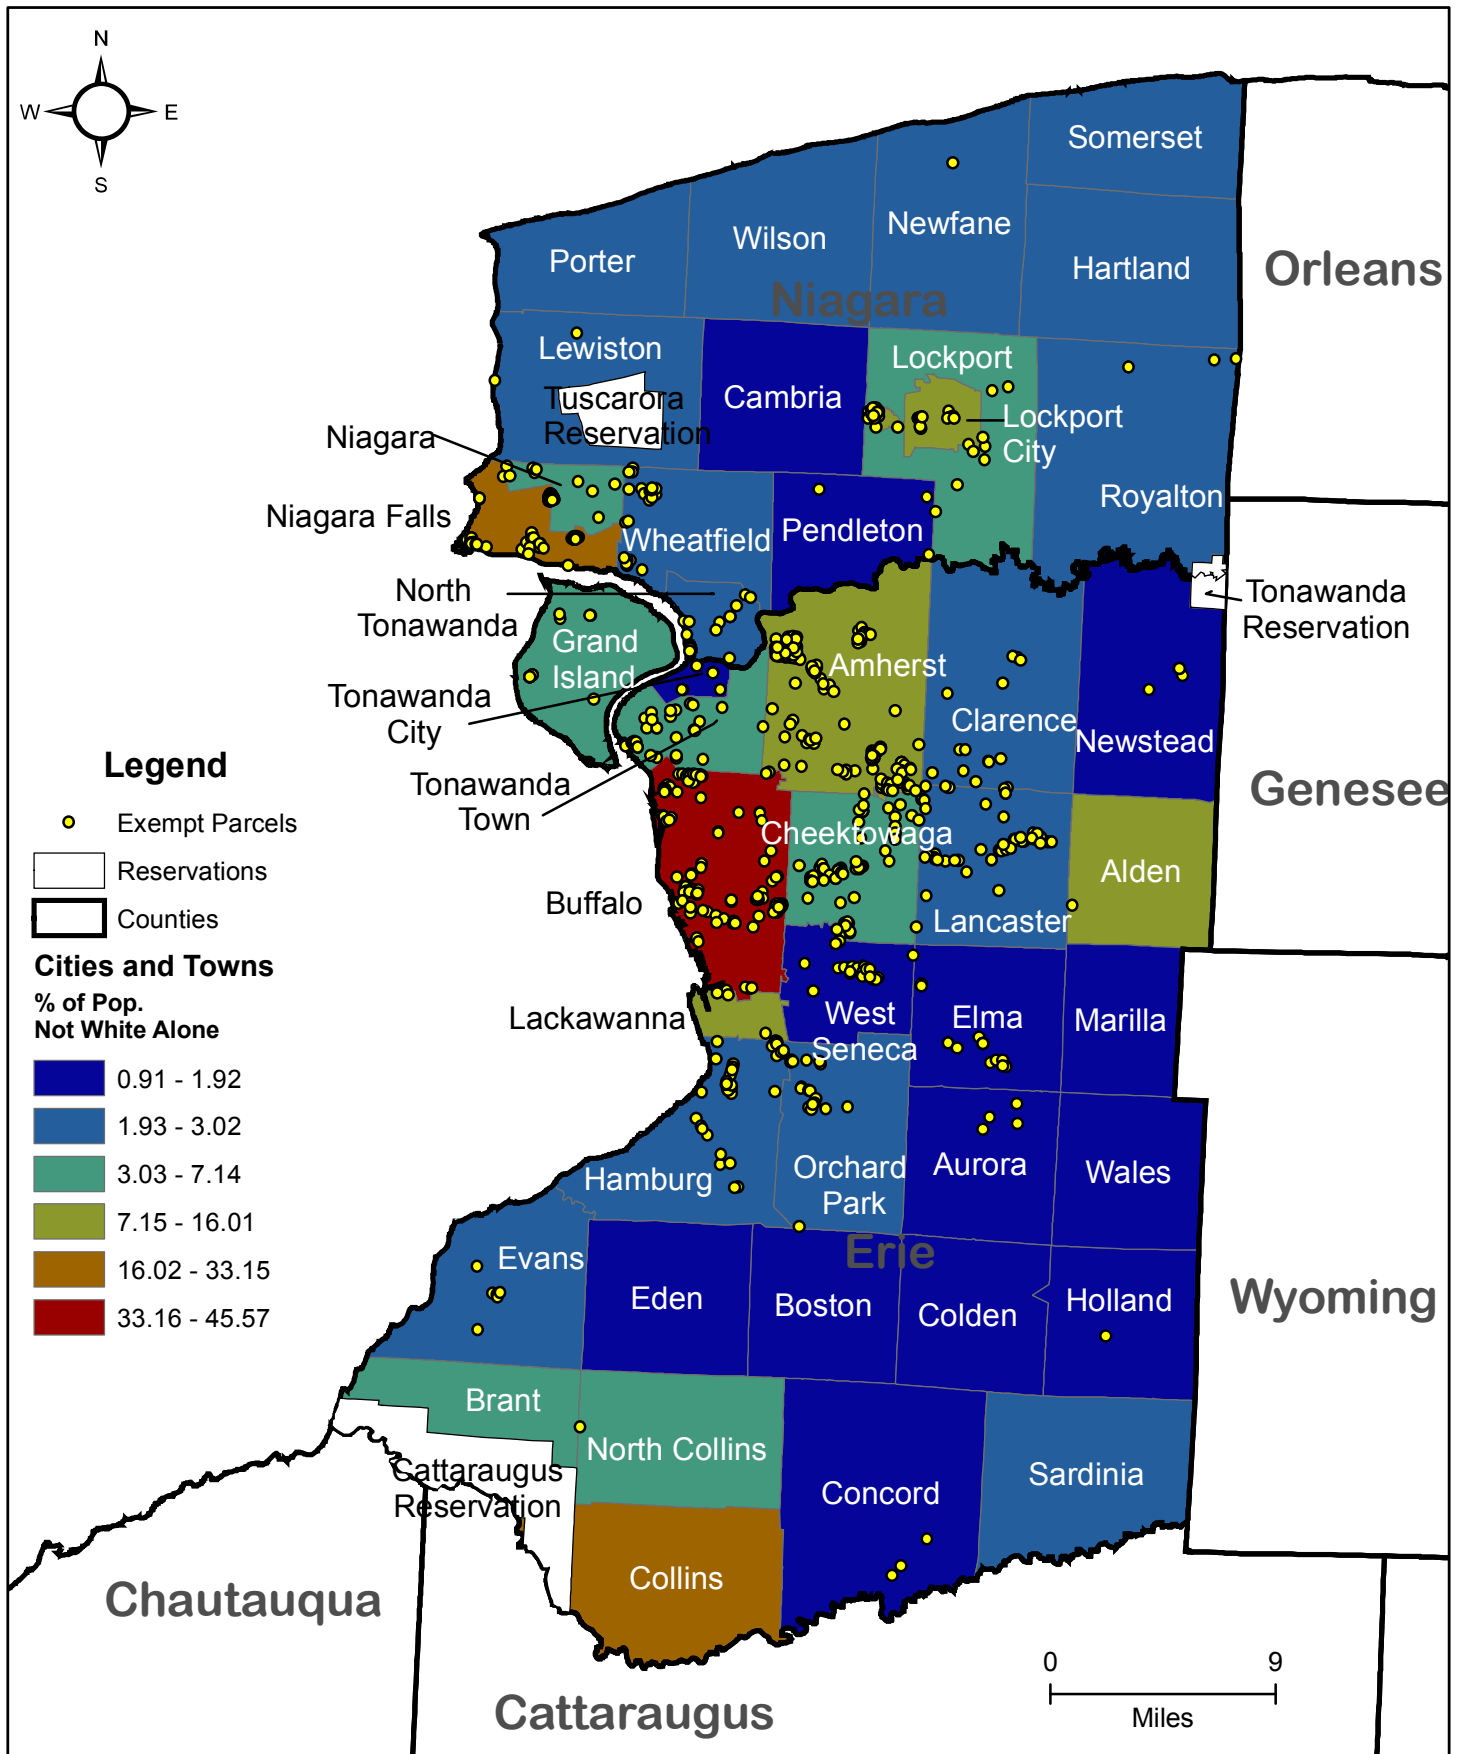 N
W
E
S
Somerset
Newfane
Wilson
Porter
Hartland
Orleans
Niagara
Lewiston
Lockport
Cambria
Tuscarora
Reservation
Lockport
City
Niagara
Royalton
Niagara Falls
Wheatfield
Pendleton
North
Tonawanda
Tonawanda
Reservation
Grand
Island
Amherst
Tonawanda
City
Clarence
Newstead
Legend
Genesee
Tonawanda
Town
Exempt Parcels
Cheektowaga
Reservations
Alden
Buffalo
Counties
Lancaster
Cities and Towns
% of Pop.
Not White Alone
Lackawanna
West
Seneca
Elma
Marilla
0.91 - 1.92
1.93 - 3.02
3.03 - 7.14
7.15 - 16.01
16.02 - 33.15
33.16 - 45.57
Hamburg
Orchard
Park
Aurora
Wales
Erie
Evans
Eden
Boston
Colden
Holland
Wyoming
Brant
North Collins
Cattaraugus
Reservation
Concord
Sardinia
Collins
Chautauqua
Cattaraugus
0
9
Miles